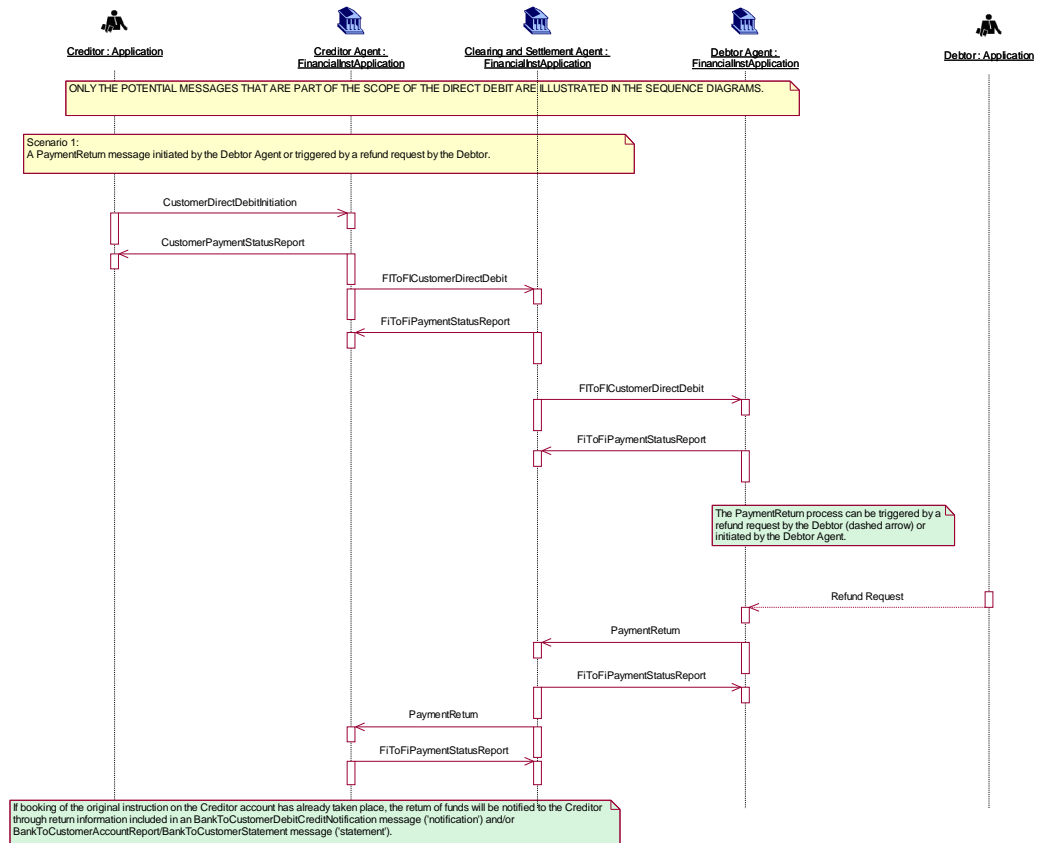 Creditor : Application
Creditor Agent :
FinancialInstApplication
Clearing and Settlement Agent :
FinancialInstApplication
Debtor Agent :
FinancialInstApplication
Debtor : Application
ONLY THE POTENTIAL MESSAGES THAT ARE PART OF THE SCOPE OF THE DIRECT DEBIT ARE ILLUSTRATED IN THE SEQUENCE DIAGRAMS.
Scenario 1:
A PaymentReturn message initiated by the Debtor Agent or triggered by a refund request by the Debtor.
CustomerDirectDebitInitiation
CustomerPaymentStatusReport
FIToFICustomerDirectDebit
FiToFiPaymentStatusReport
FIToFICustomerDirectDebit
FiToFiPaymentStatusReport
The PaymentReturn process can be triggered by a
refund request by the Debtor (dashed arrow) or
initiated by the Debtor Agent.
Refund Request
PaymentReturn
FiToFiPaymentStatusReport
PaymentReturn
FiToFiPaymentStatusReport
If booking of the original instruction on the Creditor account has already taken place, the return of funds will be notified to the Creditor
through return information included in an BankToCustomerDebitCreditNotification message ('notification') and/or
BankToCustomerAccountReport/BankToCustomerStatement message ('statement').